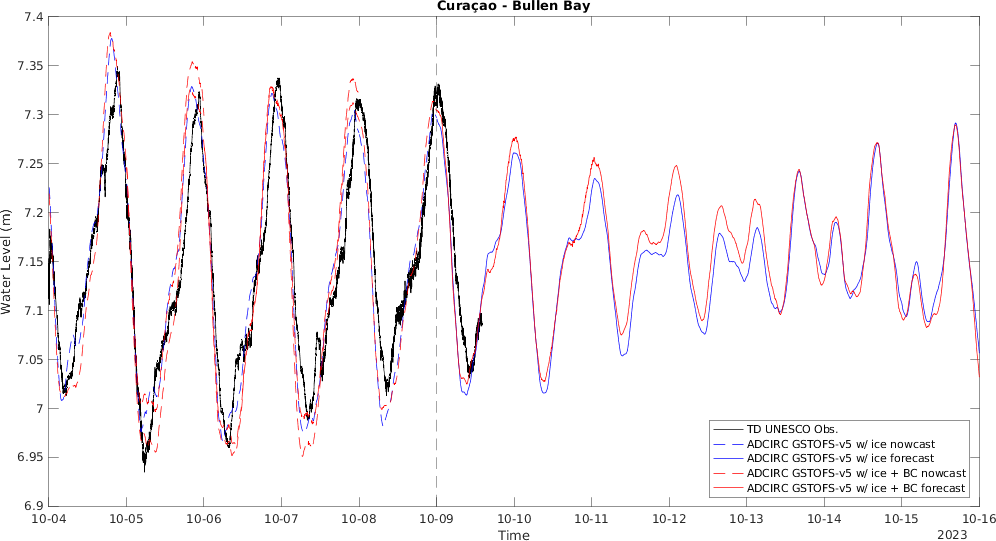 Curaçao - Bullen Bay
7.4
7.35
7.3
7.25
7.2
7.15
7.1
7.05
7
6.95
6.9
Water Level (m)
TD UNESCO Obs.
ADCIRC GSTOFS-v5 w/ ice nowcast
ADCIRC GSTOFS-v5 w/ ice forecast
ADCIRC GSTOFS-v5 w/ ice + BC nowcast
ADCIRC GSTOFS-v5 w/ ice + BC forecast
10-04 10-05 10-06 10-07 10-08 10-09 10-10 10-11 10-12 10-13 10-14 10-15 10-16
Time
2023